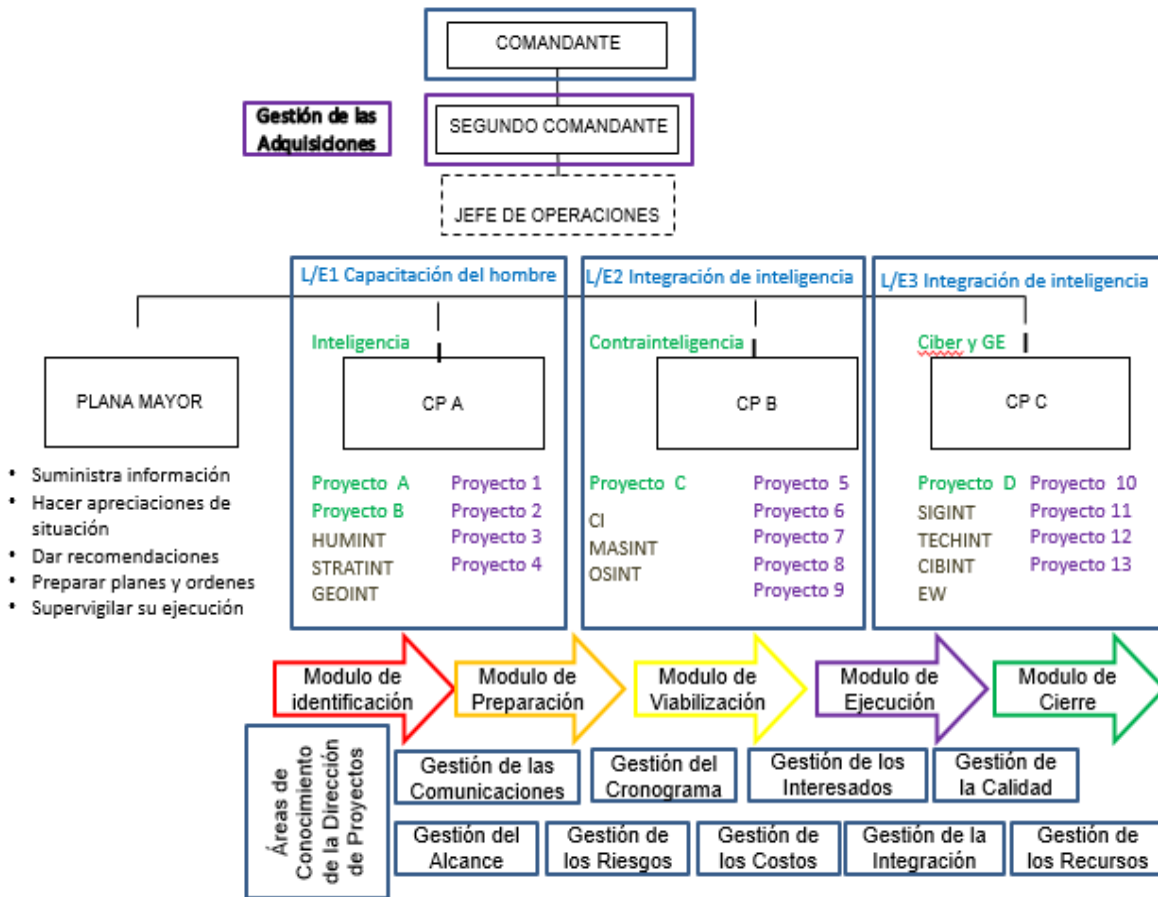 COMANDANTE
Gestión de las
Adquisiciones
SEGUNDO COMANDANTE
JEFE DE OPERACIONES
L/E1 Capacitación del hombre
L/E2 Integración de inteligencia
L/E3 Integración de inteligencia
Inteligencia
Contrainteligencia
Ciber y GE
PLANA MAYOR
CP A
CP B
CP C
• Suministra información
• Hacer apreciaciones de
situación
• Dar recomendaciones
• Preparar planes y ordenes
• Supervigilar su ejecución
Proyecto A
Proyecto B
HUMINT
STRATINT
GEOINT
Proyecto 1
Proyecto 2
Proyecto 3
Proyecto 4
Proyecto C
CI
MASINT
OSINT
Proyecto 5
Proyecto 6
Proyecto 7
Proyecto 8
Proyecto 9
Proyecto D
SIGINT
TECHINT
CIBINT
EW
Proyecto 10
Proyecto 11
Proyecto 12
Proyecto 13
Modulo de
identificación
Modulo de
Preparación
Modulo de
Viabilización
Modulo de
Ejecución
Modulo de
Cierre
Áreas de
Conocimiento
de la Dirección
de Proyectos
Gestión de las
Comunicaciones
Gestión del
Cronograma
Gestión de los
Interesados
Gestión de
la Calidad
Gestión del
Alcance
Gestión de
los Riesgos
Gestión de
los Costos
Gestión de la
Integración
Gestión de
los Recursos